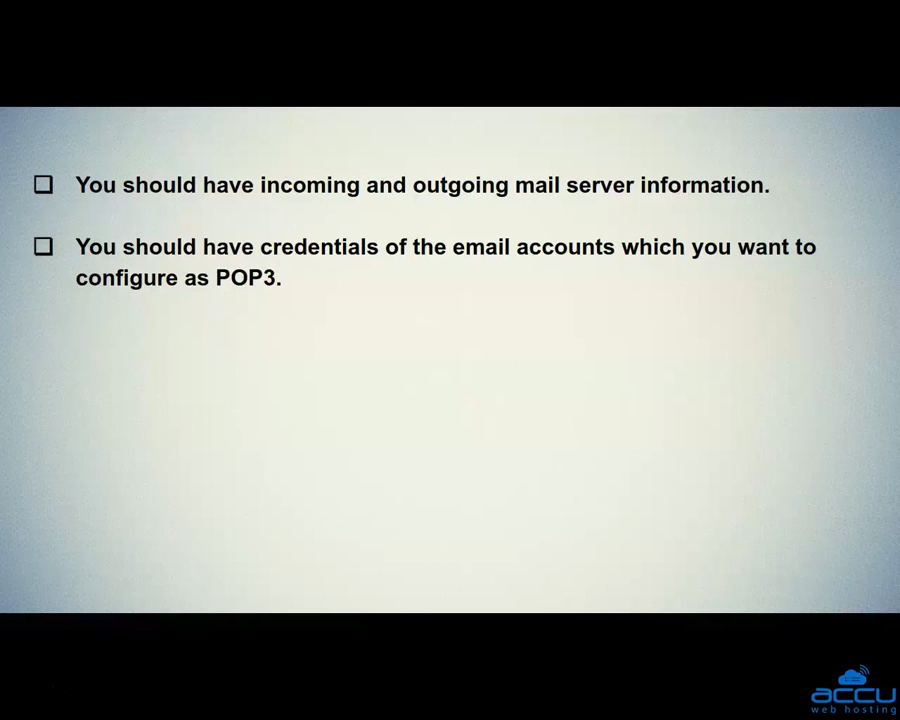 ❑ You should have incoming and outgoing mail server information.
❑ You should have credentials of the email accounts which you want to
configure as POP3.
accu
web hosting